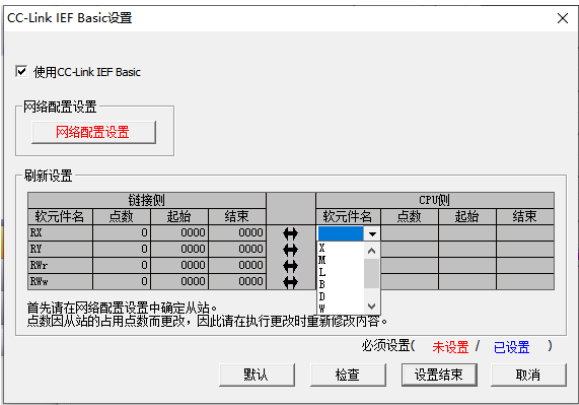 CC-Link IEF Basic设置
使用CC-Link IEF Basic
网络配置设置
网络配置设置
刷新设置
链接侧 CPU侧
软元件名 点数 起始 结束 软元件名 点数 起始 结束
RX 0 0000 0000
RY 0 0000 0000 X
RWr 0 0000 0000 M
RWw 0 0000 0000 L
B
D
W
首先请在网络配置设置中确定从站。
点数因从站的占用点数而更改,因此请在执行更改时重新修改内容。
必须设置( 未设置 / 已设置 )
默认 检查 设置结束 取消